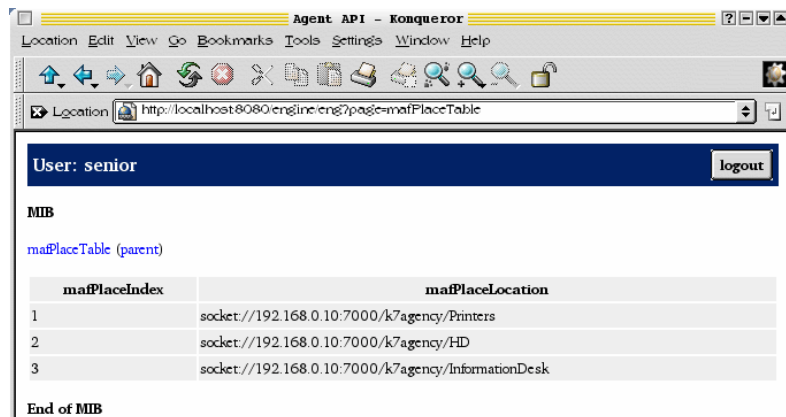 Agent API - Konqueror
Location Edit View Go Bookmarks Tools Settings Window Help
Location http://localhost:8080/engine/eng?page=mafPlaceTable
User: senior logout
MIB
mafPlaceTable (parent)
mafPlaceIndex mafPlaceLocation
1 socket://192.168.0.10:7000/k7agency/Printers
2 socket://192.168.0.10:7000/k7agency/HD
3 socket://192.168.0.10:7000/k7agency/InformationDesk
End of MIB